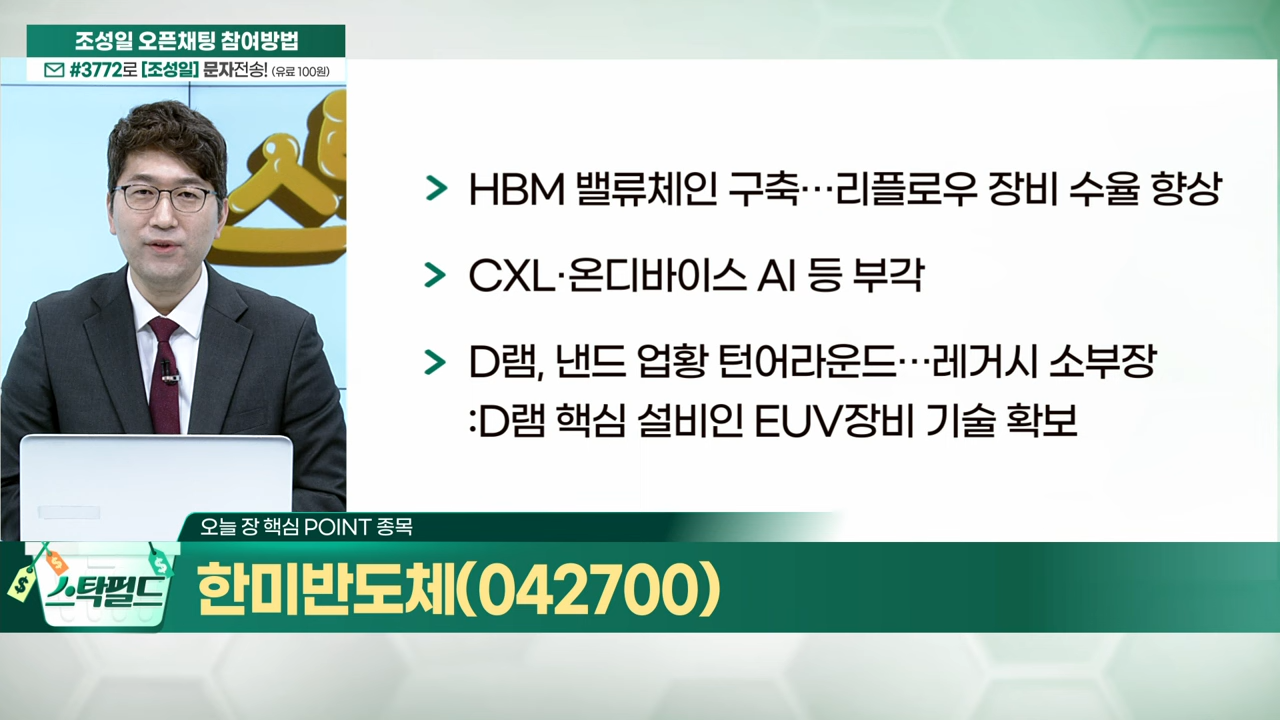 조성일 오픈채팅 참여방법
#3772로 [조성일] 문자전송! (유료 100원)
HBM 밸류체인 구축…리플로우 장비 수율 향상
CXL·온디바이스 AI 등 부각
D램, 낸드 업황 턴어라운드…레거시 소부장
:D램 핵심 설비인 EUV장비 기술 확보
오늘 장 핵심 POINT 종목
스탁펄드
한미반도체(042700)